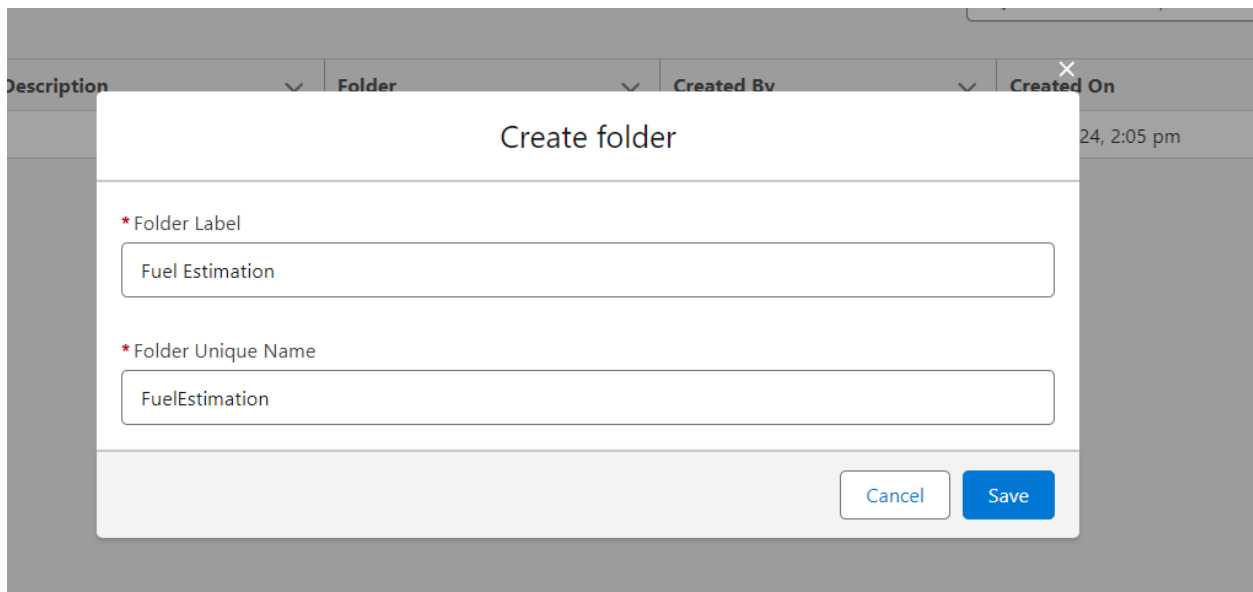 Description Folder Created By Created On
24, 2:05 pm
Create folder
* Folder Label
Fuel Estimation
* Folder Unique Name
FuelEstimation
Cancel Save